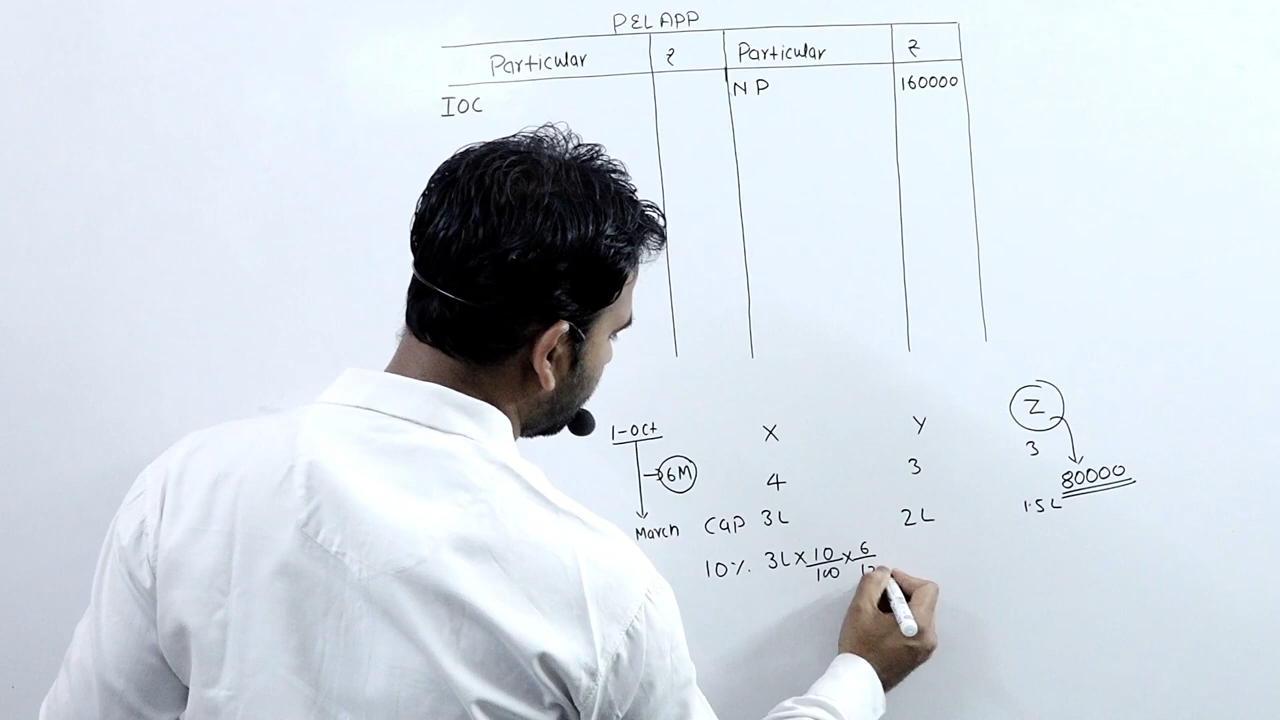 P&L APP
Particular ₹ Particular ₹
IOC NP 160000
1-Oct X Y Z
6M 4 3 3
80000
March Cap 3L 2L 1.5L
10% 3L × 10/100 × 6/12